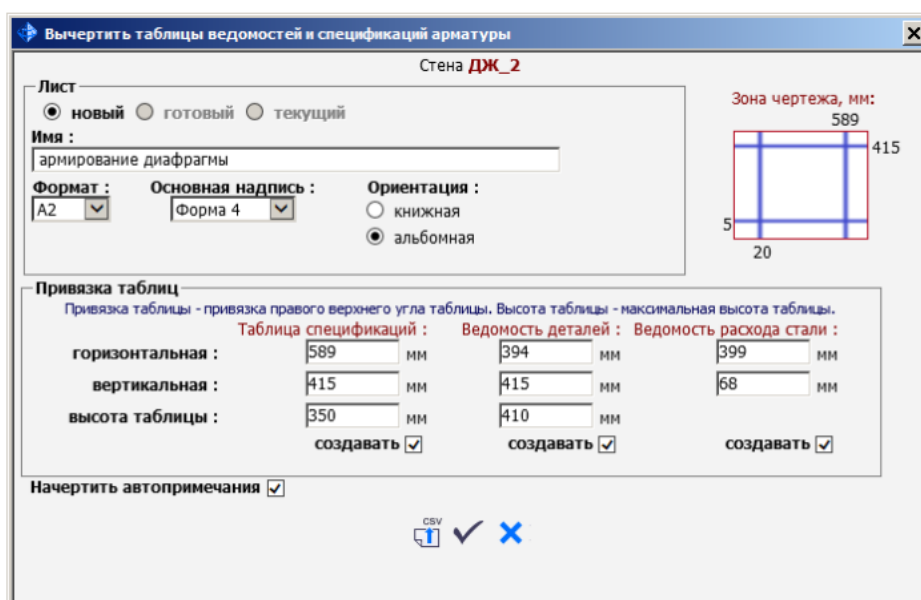 Вычертить таблицы ведомостей и спецификаций арматуры
Стена ДЖ_2
Лист
новый готовый текущий
Имя :
армирование диафрагмы
Формат : Основная надпись : Ориентация :
А2 Форма 4 книжная
альбомная
Зона чертежа, мм:
589
415
5
20
Привязка таблиц
Привязка таблицы - привязка правого верхнего угла таблицы. Высота таблицы - максимальная высота таблицы.
Таблица спецификаций : Ведомость деталей : Ведомость расхода стали :
горизонтальная : 589 мм 394 мм 399 мм
вертикальная : 415 мм 415 мм 68 мм
высота таблицы : 350 мм 410 мм
создавать создавать создавать
Начертить автопримечания
CSV